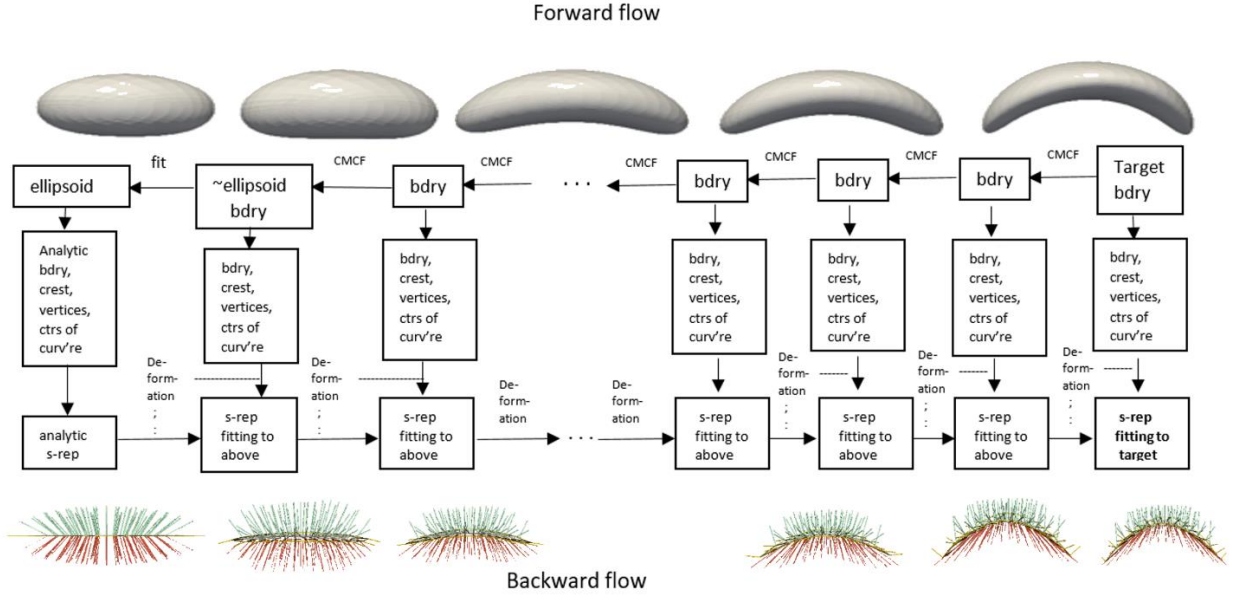 Forward flow
fit
CMCF
CMCF
CMCF
CMCF
CMCF
CMCF
ellipsoid
~ellipsoid
bdry
bdry
. . .
bdry
bdry
bdry
Target
bdry
Analytic
bdry,
crest,
vertices,
ctrs of
curv’re
bdry,
crest,
vertices,
ctrs of
curv’re
bdry,
crest,
vertices,
ctrs of
curv’re
bdry,
crest,
vertices,
ctrs of
curv’re
bdry,
crest,
vertices,
ctrs of
curv’re
bdry,
crest,
vertices,
ctrs of
curv’re
bdry,
crest,
vertices,
ctrs of
curv’re
De-
form-
ation
De-
form-
ation
De-
form-
ation
De-
form-
ation
De-
form-
ation
De-
form-
ation
De-
form-
ation
analytic
s-rep
s-rep
fitting to
above
s-rep
fitting to
above
. . .
s-rep
fitting to
above
s-rep
fitting to
above
s-rep
fitting to
above
s-rep
fitting to
target
Backward flow